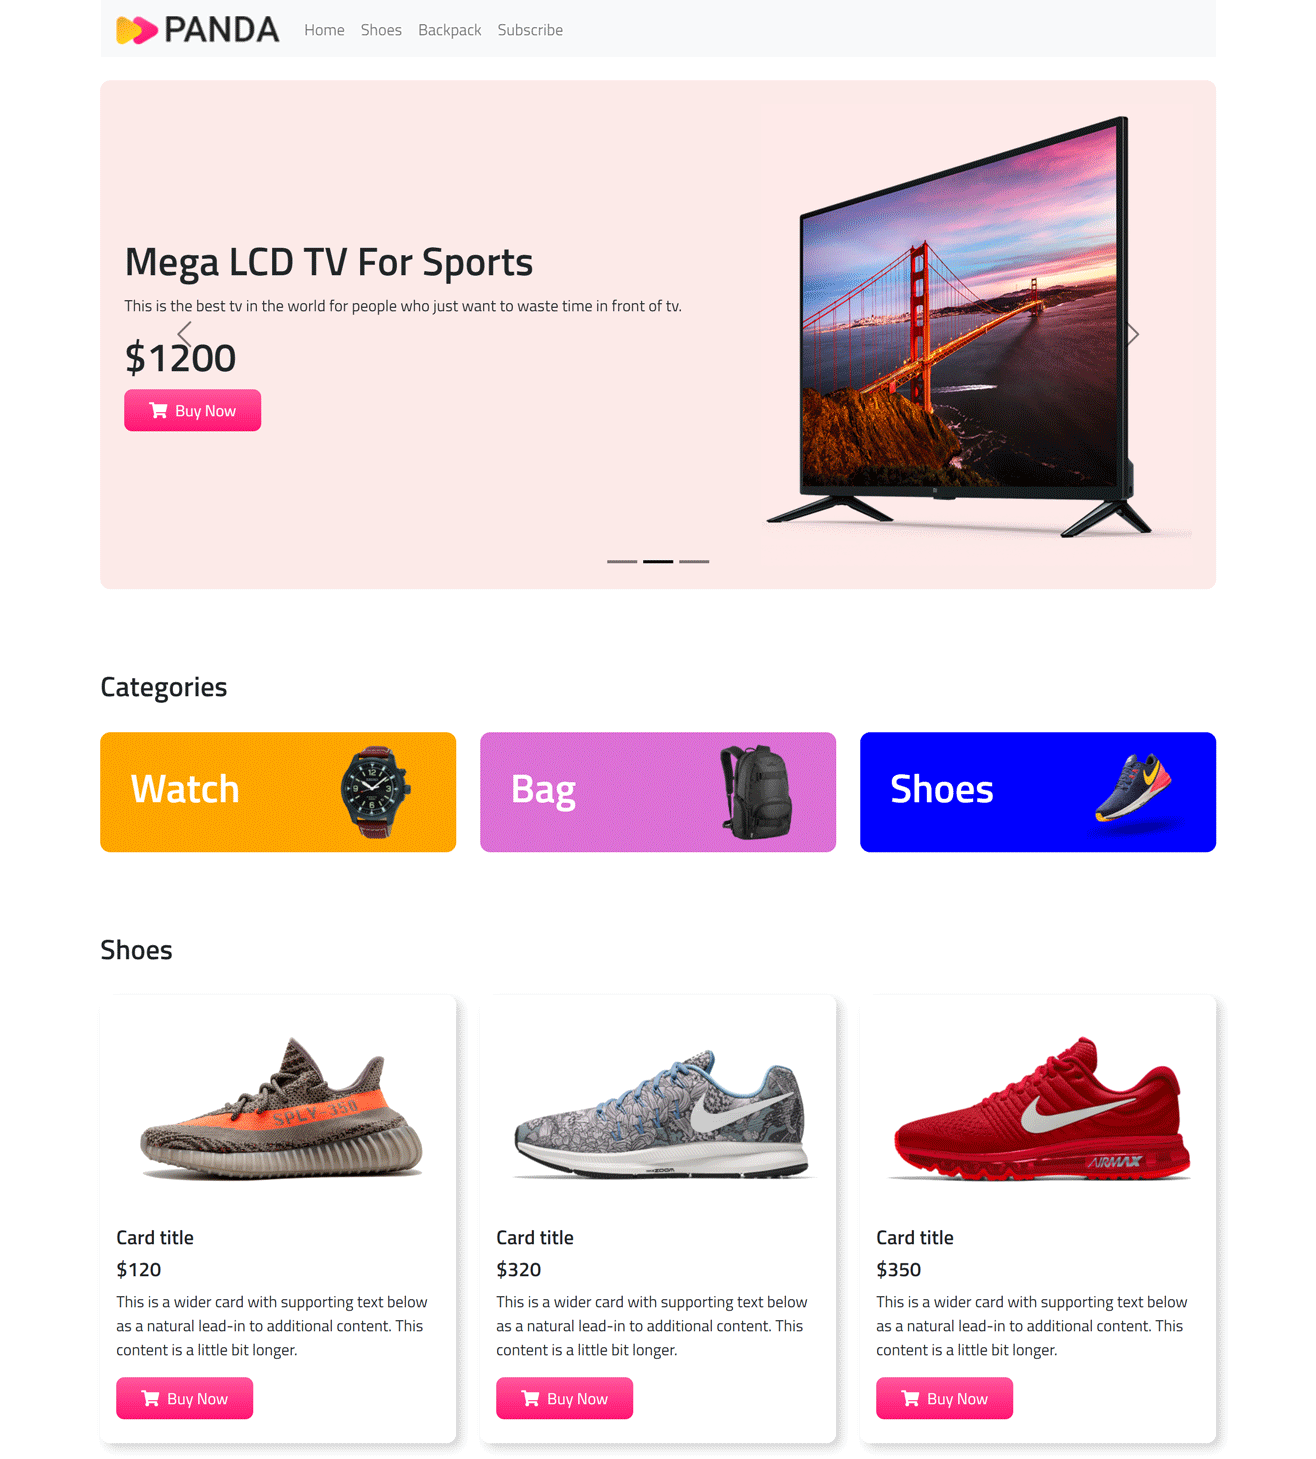 PANDA
Home Shoes Backpack Subscribe
Mega LCD TV For Sports
This is the best tv in the world for people who just want to waste time in front of tv.
$1200
Buy Now
Categories
Watch
Bag
Shoes
Shoes
SPLY-350
ZOOM
AIRMAX
Card title
$120
This is a wider card with supporting text below
as a natural lead-in to additional content. This
content is a little bit longer.
Buy Now
Card title
$320
This is a wider card with supporting text below
as a natural lead-in to additional content. This
content is a little bit longer.
Buy Now
Card title
$350
This is a wider card with supporting text below
as a natural lead-in to additional content. This
content is a little bit longer.
Buy Now